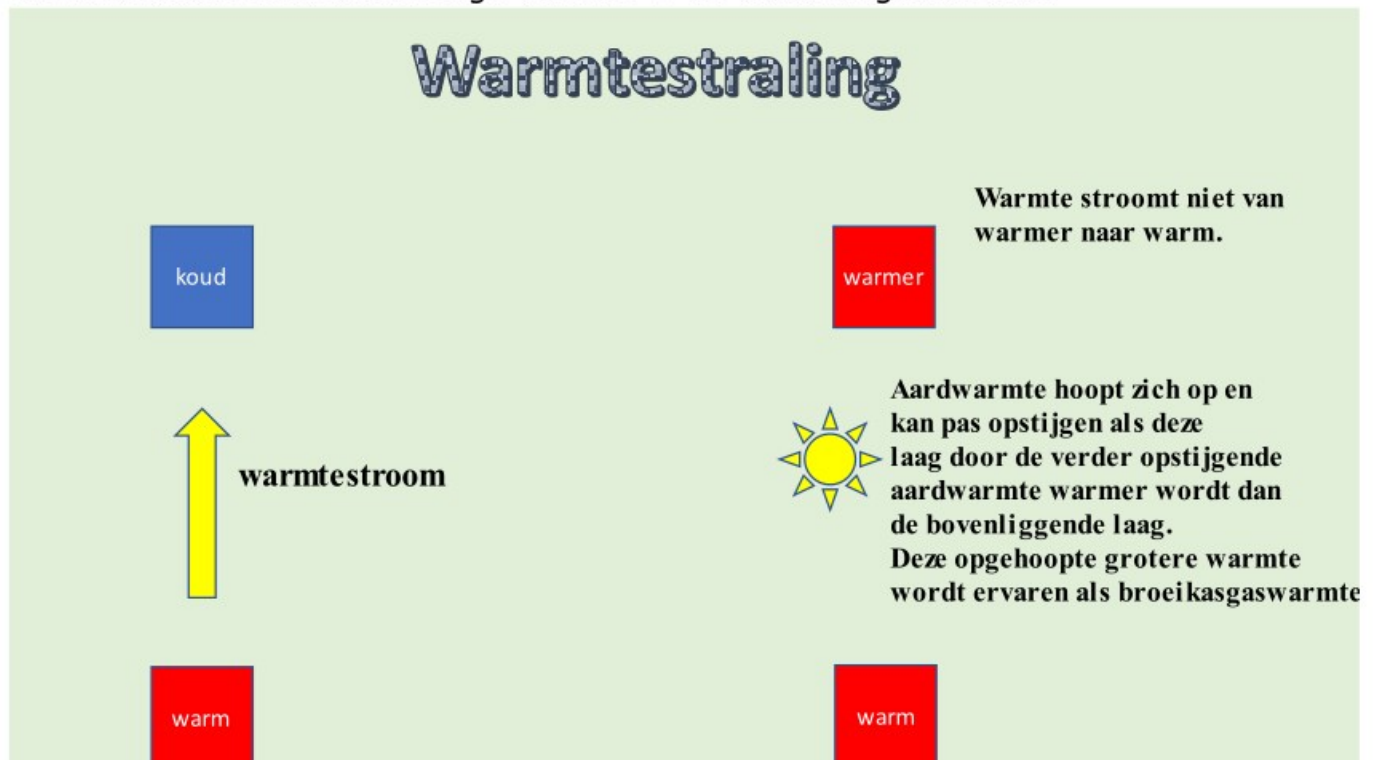 Warmtestraling
Warmte stroomt niet van
warmer naar warm.
koud
warmer
Aardwarmte hoopt zich op en
kan pas opstijgen als deze
laag door de verder opstijgende
aardwarmte warmer wordt dan
de bovenliggende laag.
Deze opgehoopte grotere warmte
wordt ervaren als broeikasgaswarmte
warmtestroom
warm
warm